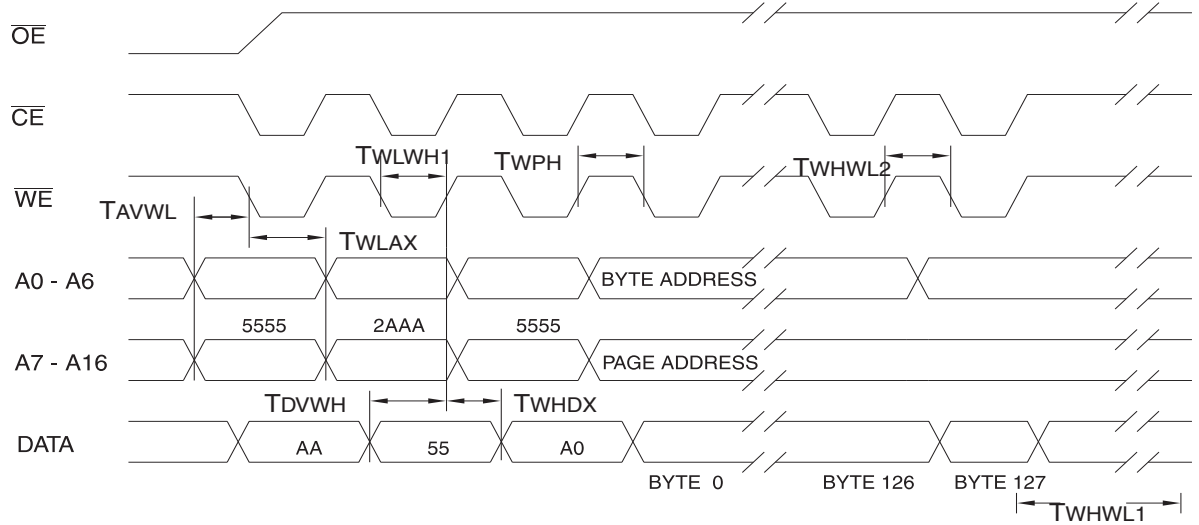 OE
CE
TWLWH1
TWPH
TWHWL2
WE
TAVWL
TWLAX
A0 - A6
BYTE ADDRESS
5555
2AAA
5555
A7 - A16
PAGE ADDRESS
TDVWH
TWHDX
DATA
AA
55
A0
BYTE 0
BYTE 126
BYTE 127
TWHWL1